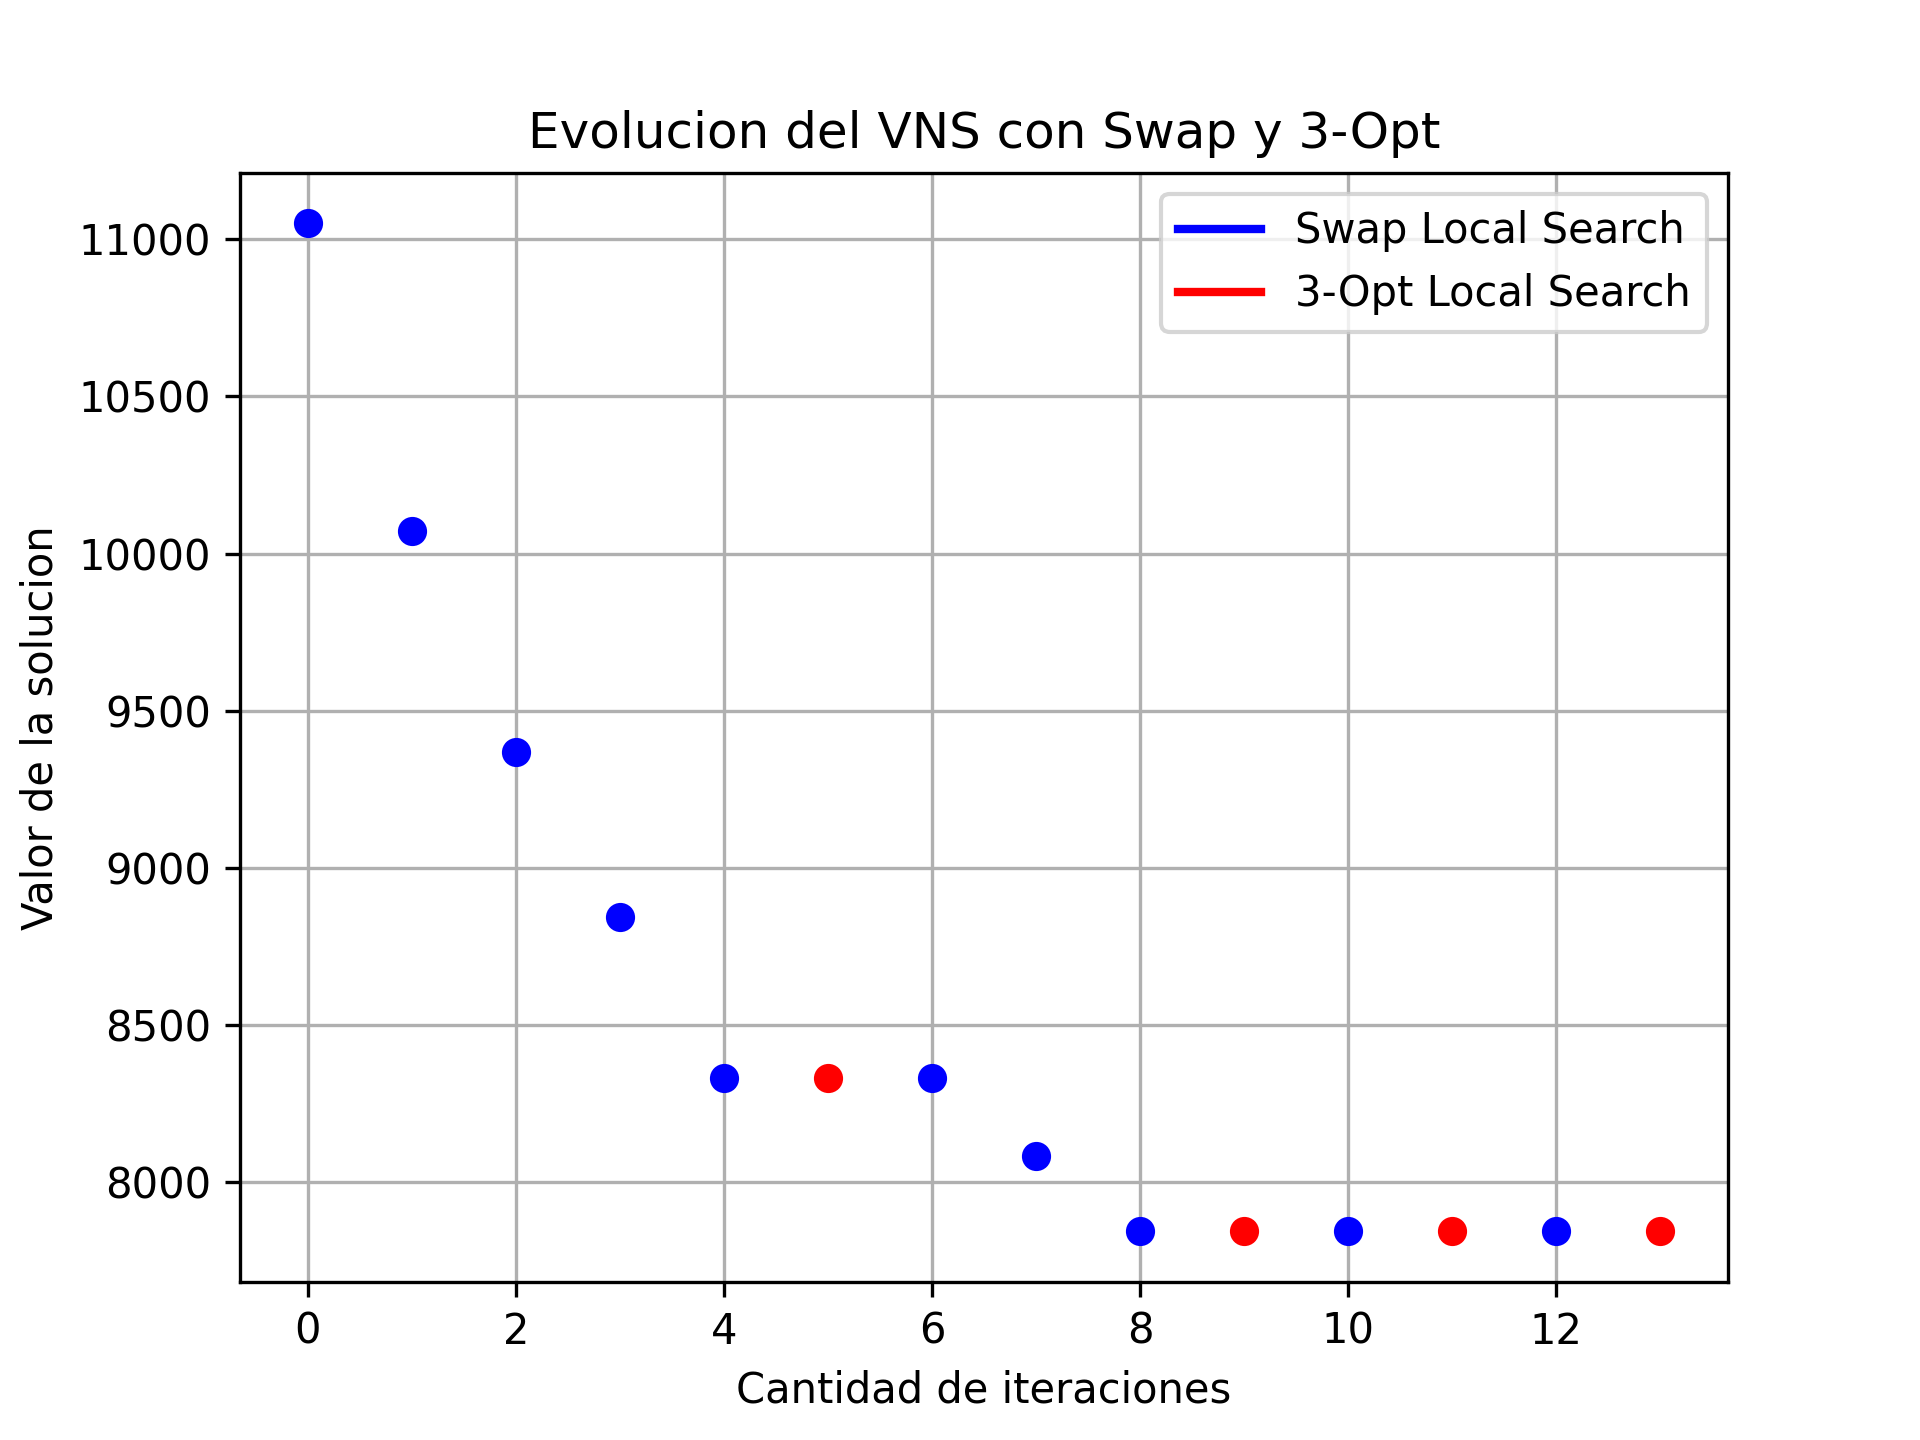 Evolucion del VNS con Swap y 3-Opt
Swap Local Search
3-Opt Local Search
Valor de la solucion
11000
10500
10000
9500
9000
8500
8000
0 2 4 6 8 10 12
Cantidad de iteraciones